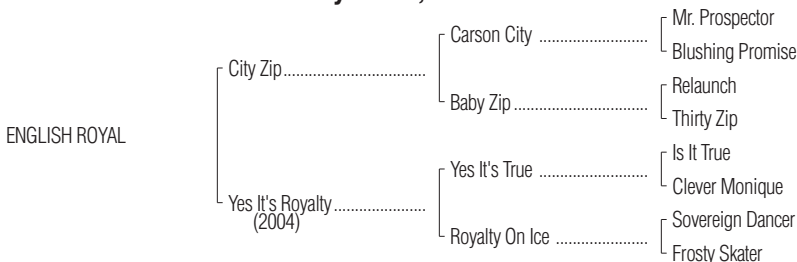 Mr. Prospector
Carson City ............................
Blushing Promise
City Zip....................................
Relaunch
Baby Zip ..................................
Thirty Zip
ENGLISH ROYAL
Is It True
Yes It's True ............................
Clever Monique
Yes It's Royalty.......................
(2004)
Sovereign Dancer
Royalty On Ice .......................
Frosty Skater